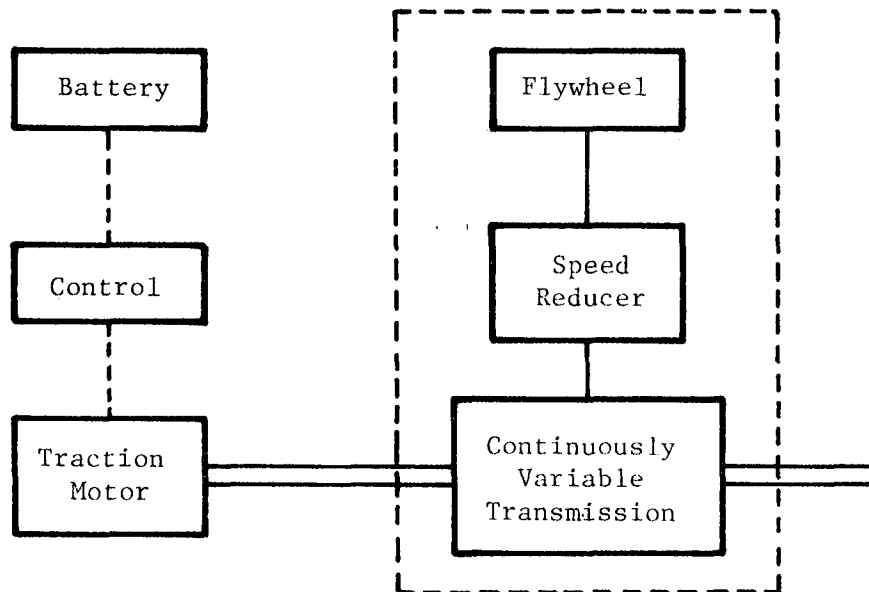 Battery
Flywheel
Control
Speed
Reducer
Traction
Motor
Continuously
Variable
Transmission